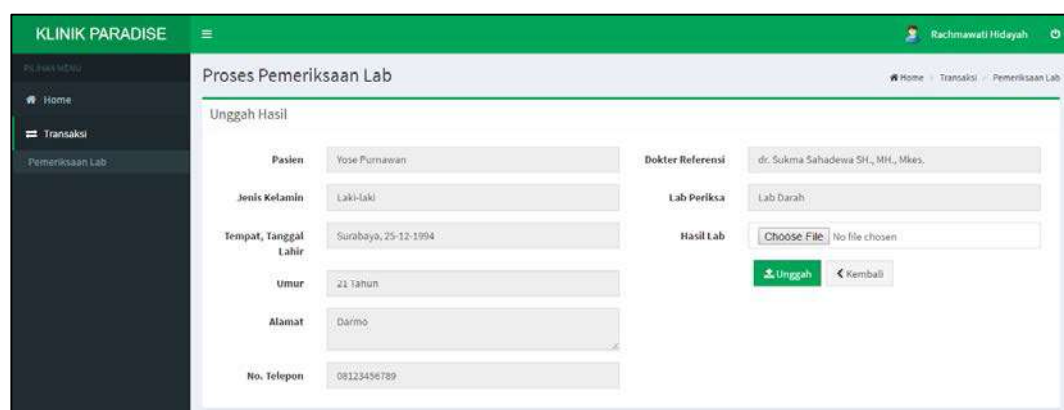 KLINIK PARADISE
Rachmawati Hidayah
PILIHAN MENU
Home
Transaksi
Pemeriksaan Lab
Proses Pemeriksaan Lab
Home
Transaksi
Pemeriksaan Lab
Unggah Hasil
Pasien
Yose Purnawan
Jenis Kelamin
Laki-laki
Tempat, Tanggal
Lahir
Surabaya, 25-12-1994
Umur
21 Tahun
Alamat
Darmo
No. Telepon
08123456789
Dokter Referensi
dr. Sukma Sahadewa SH., MH., Mkes.
Lab Periksa
Lab Darah
Hasil Lab
Choose File No file chosen
Unggah
Kembali